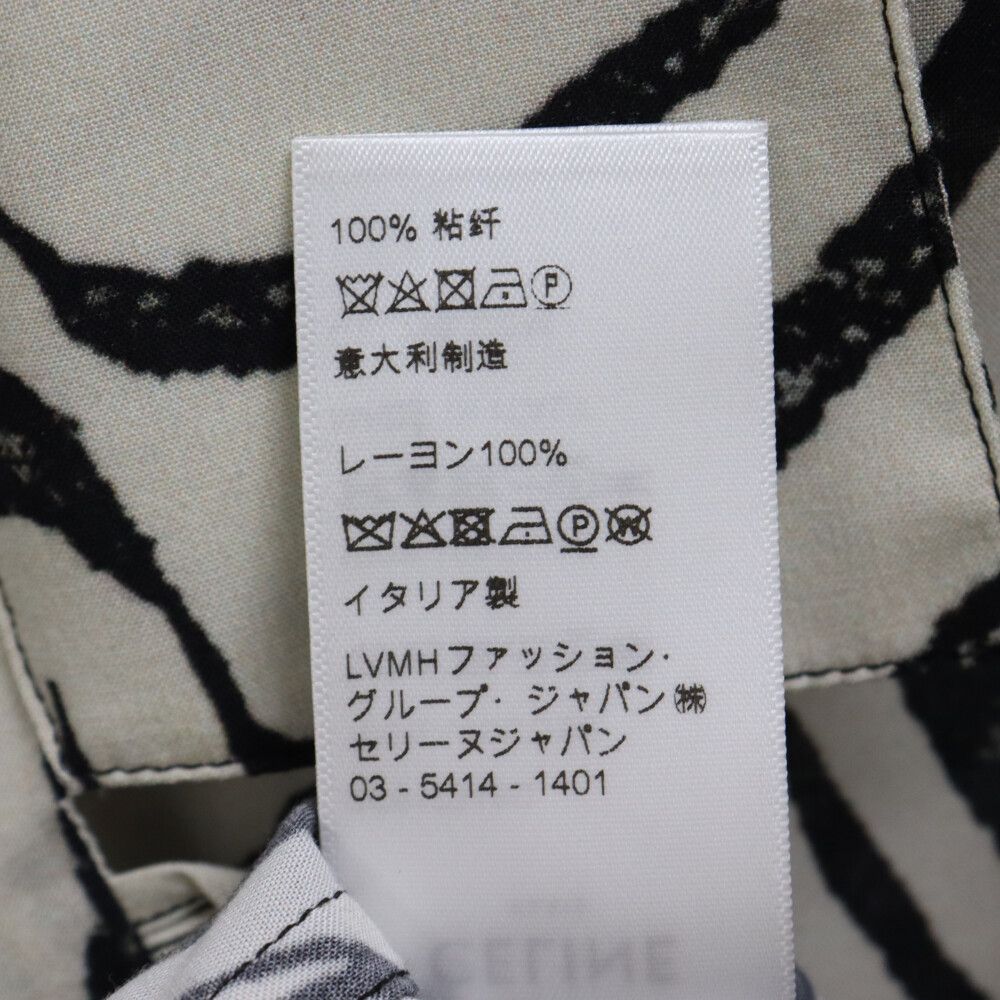 100% 粘纤
P
意大利制造
レーヨン100%
P W
イタリア製
LVMHファッション·
グループ· ジャパン㈱
セリーヌジャパン
03 - 5414 - 1401
CELINE